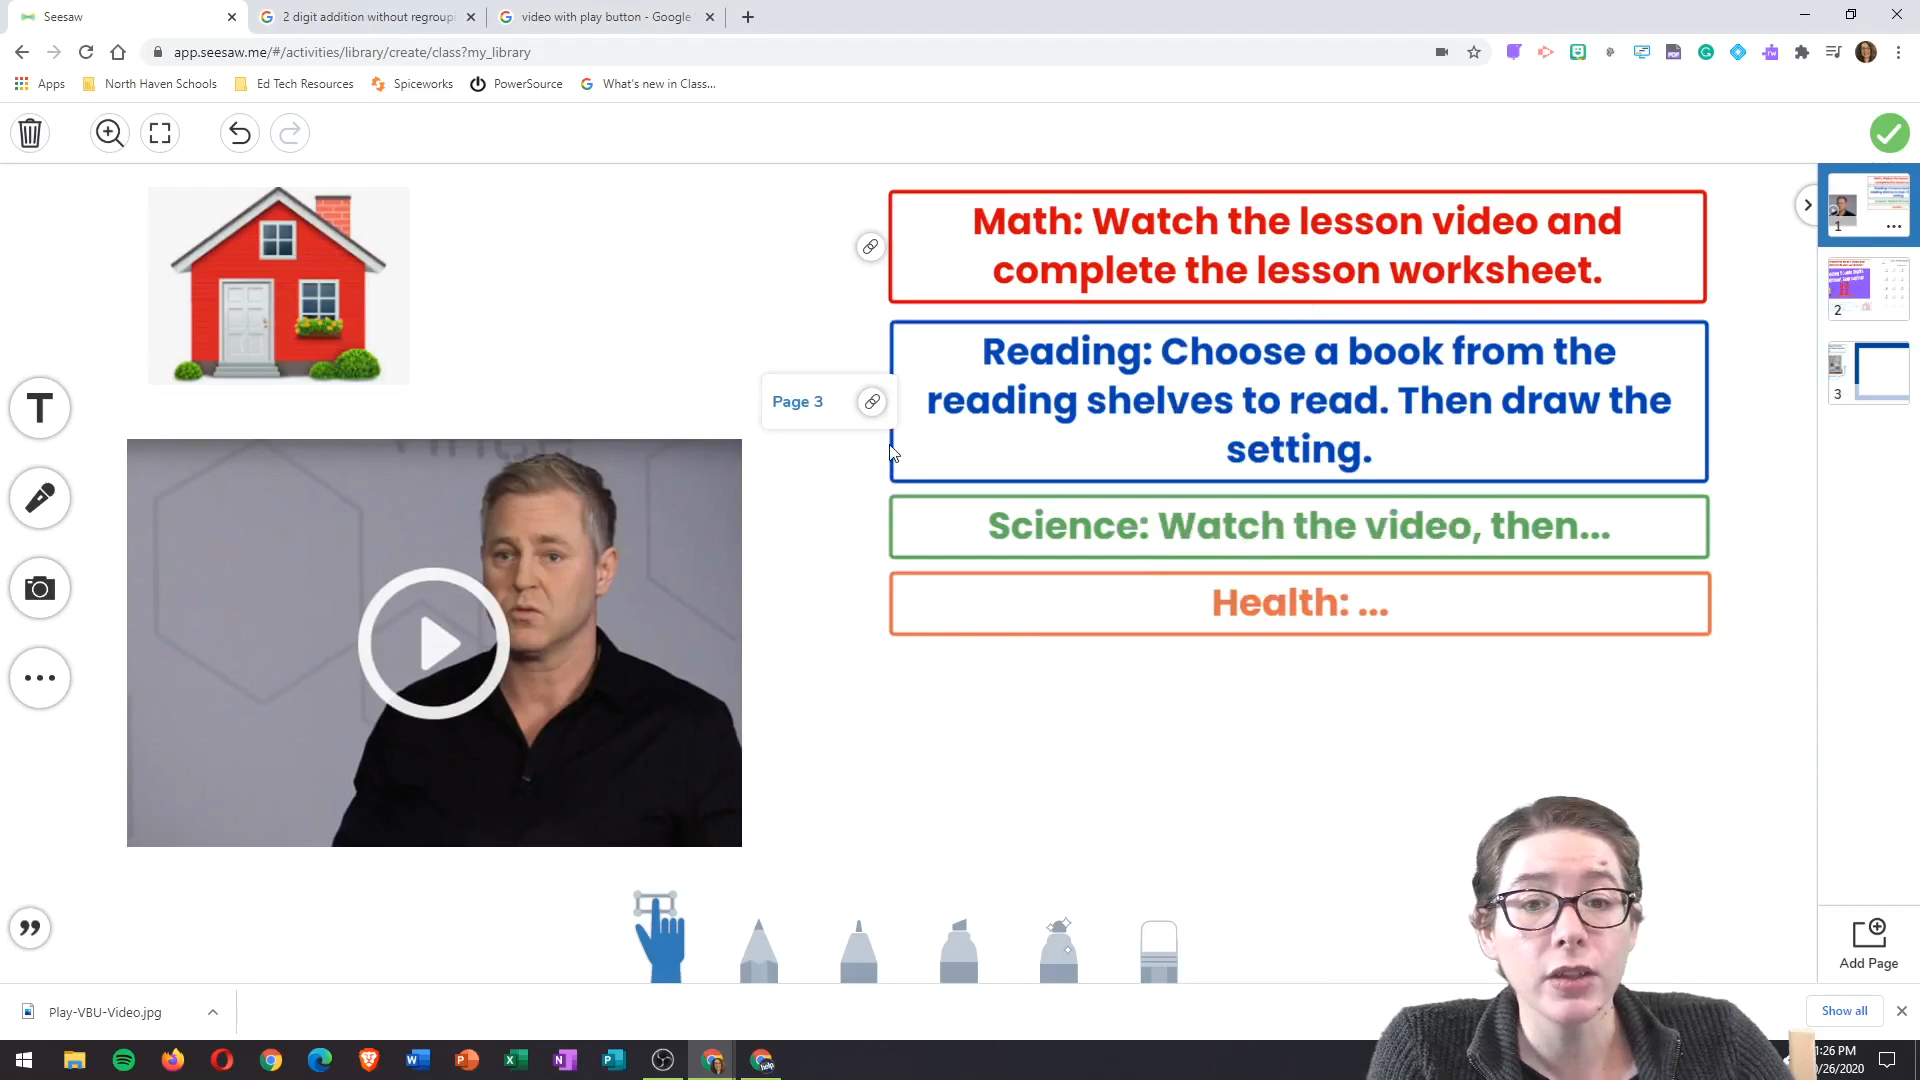 Seesaw
2 digit addition without regroup
video with play button - Google
app.seesaw.me/#/activities/library/create/class?my_library
Apps
North Haven Schools
Ed Tech Resources
Spiceworks
PowerSource
What's new in Class...
Math: Watch the lesson video and
complete the lesson worksheet.
Reading: Choose a book from the
reading shelves to read. Then draw the
setting.
Page 3
Science: Watch the video, then...
Health: ...
1
2
3
Add Page
Play-VBU-Video.jpg
Show all
1:26 PM
/26/2020